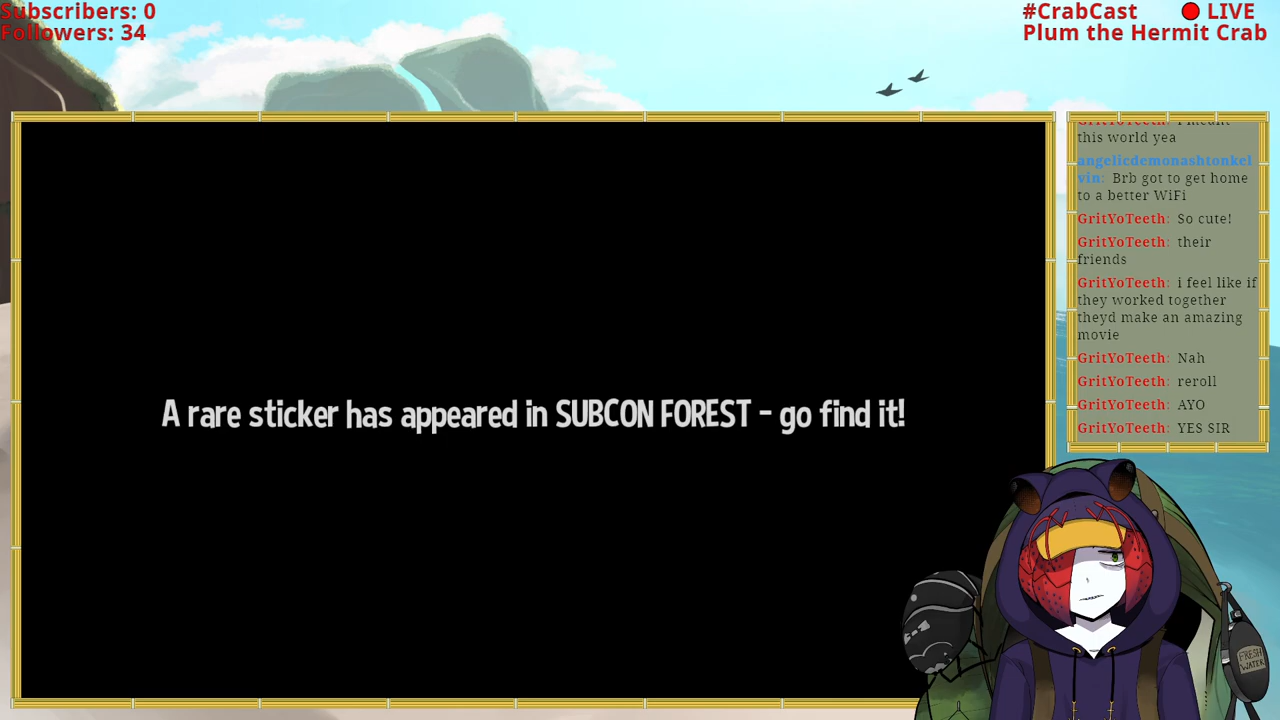 Subscribers: 0
Followers: 34
#CrabCast
LIVE
Plum the Hermit Crab
GritYoTeeth: I meant
this world yea
angelicdemonashtonkel
vin: Brb got to get home
to a better WiFi
GritYoTeeth: So cute!
GritYoTeeth: their
friends
GritYoTeeth: i feel like if
they worked together
theyd make an amazing
movie
GritYoTeeth: Nah
GritYoTeeth: reroll
GritYoTeeth: AYO
GritYoTeeth: YES SIR
A rare sticker has appeared in SUBCON FOREST - go find it!
FRESH
WATER